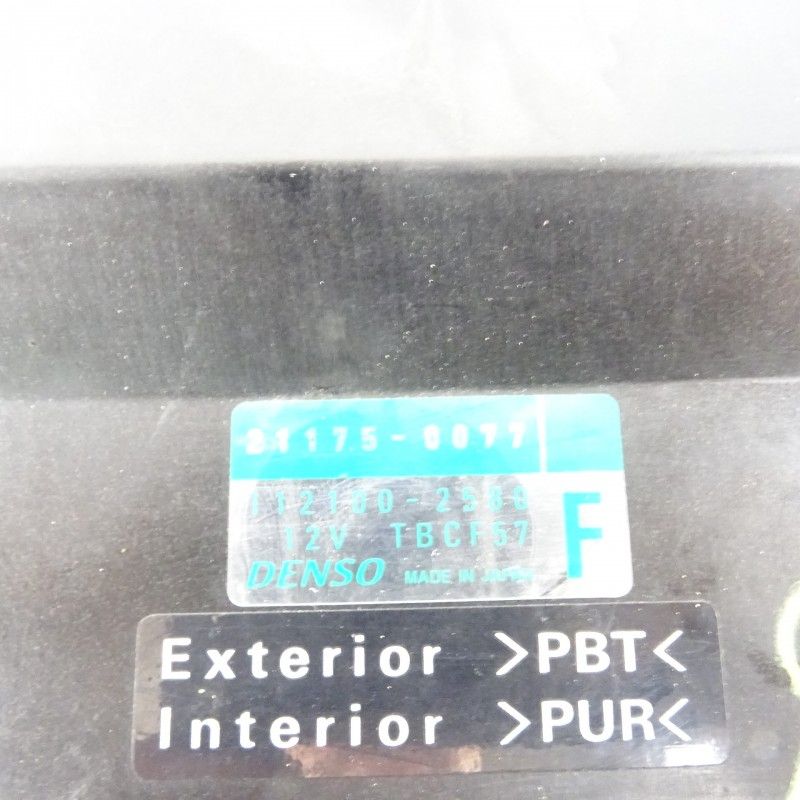 21175-0077
112100-2580
12V TBCF57
F
DENSO MADE IN JAPAN
Exterior >PBT<
Interior >PUR<